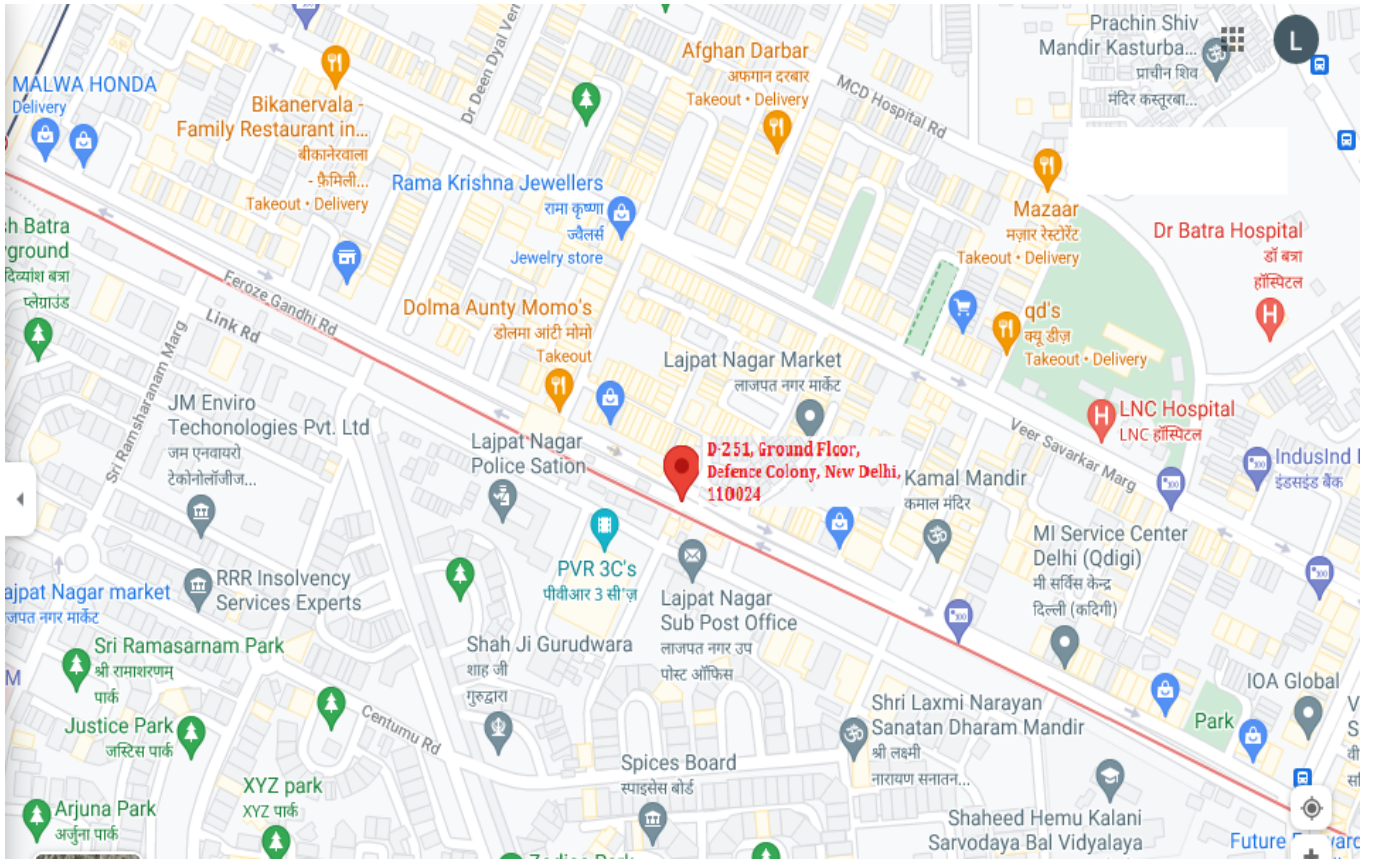 Prachin Shiv
Mandir Kasturba...
प्राचीन शिव
मंदिर कस्तूरबा...
L
Afghan Darbar
अफगान दरबार
Takeout • Delivery
MCD Hospital Rd
Dr Deen Dyal
MALWA HONDA
Delivery
Bikanervala -
Family Restaurant in...
बीकानेरवाला
- फ़ैमिली...
Takeout • Delivery
Rama Krishna Jewellers
रामा कृष्णा
ज्वैलर्स
Jewelry store
Mazaar
मज़ार रेस्टोरेंट
Takeout • Delivery
Dr Batra Hospital
डॉ बत्रा
हॉस्पिटल
h Batra
ground
दिव्यांश बत्रा
प्लेग्राउंड
Feroze Gandhi Rd
Link Rd
Sri Ramsharanam Marg
Dolma Aunty Momo's
डोलमा आंटी मोमो
Takeout
qd's
क्यू डीज़
Takeout • Delivery
Lajpat Nagar Market
लाजपत नगर मार्केट
JM Enviro
Techonologies Pvt. Ltd
जम एनवायरो
टेकोनोलॉजीज...
LNC Hospital
LNC हॉस्पिटल
Veer Savarkar Marg
Lajpat Nagar
Police Sation
D-251, Ground Floor,
Defence Colony, New Delhi,
110024
Kamal Mandir
कमाल मंदिर
IndusInd
इंडसइंड बैंक
MI Service Center
Delhi (Qdigi)
मी सर्विस केन्द्र
दिल्ली (कदिगी)
PVR 3C's
पीवीआर 3 सी'ज़
ajpat Nagar market
जपत नगर मार्केट
RRR Insolvency
Services Experts
Lajpat Nagar
Sub Post Office
लाजपत नगर उप
पोस्ट ऑफिस
Sri Ramasarnam Park
श्री रामाशरणम्
पार्क
M
Shah Ji Gurudwara
शाह जी
गुरुद्वारा
IOA Global
Justice Park
जस्टिस पार्क
Centumu Rd
Shri Laxmi Narayan
Sanatan Dharam Mandir
श्री लक्ष्मी
नारायण सनातन...
Park
Spices Board
स्पाइसेस बोर्ड
XYZ park
XYZ पार्क
Arjuna Park
अर्जुना पार्क
Shaheed Hemu Kalani
Sarvodaya Bal Vidyalaya
Future